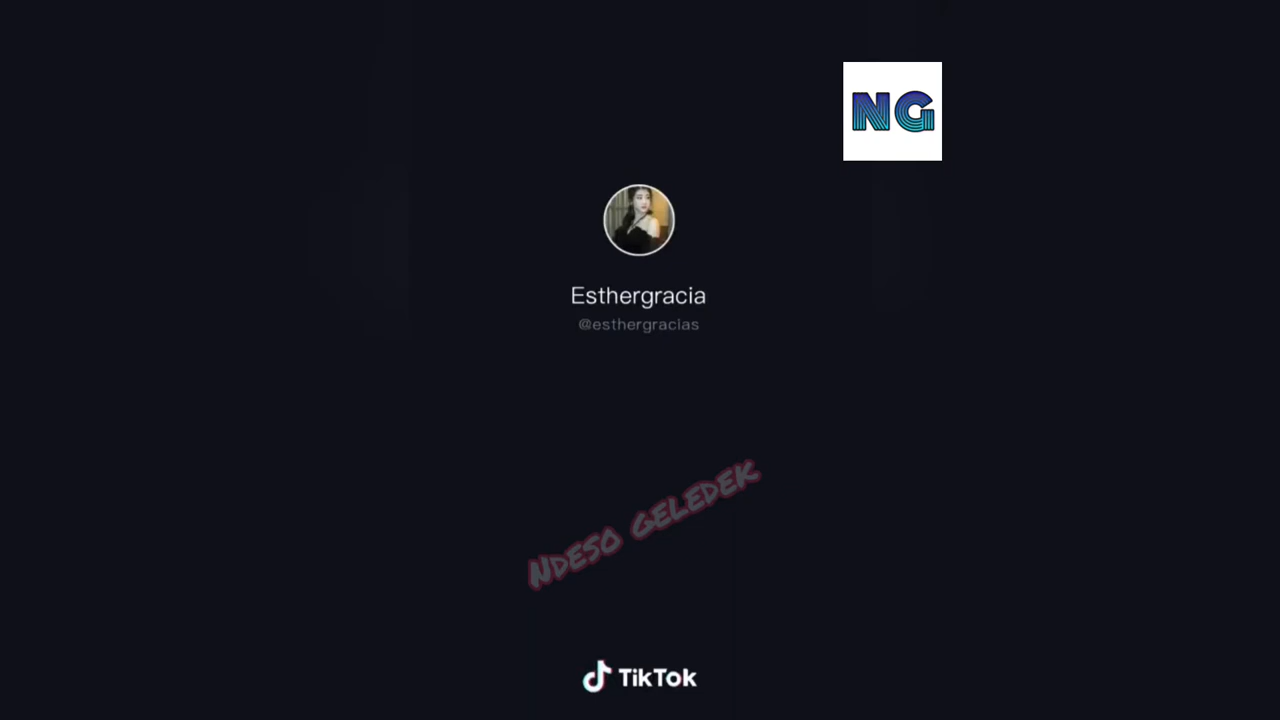 NG
Esthergracia
@esthergracias
NDESO GELEDEK
TikTok